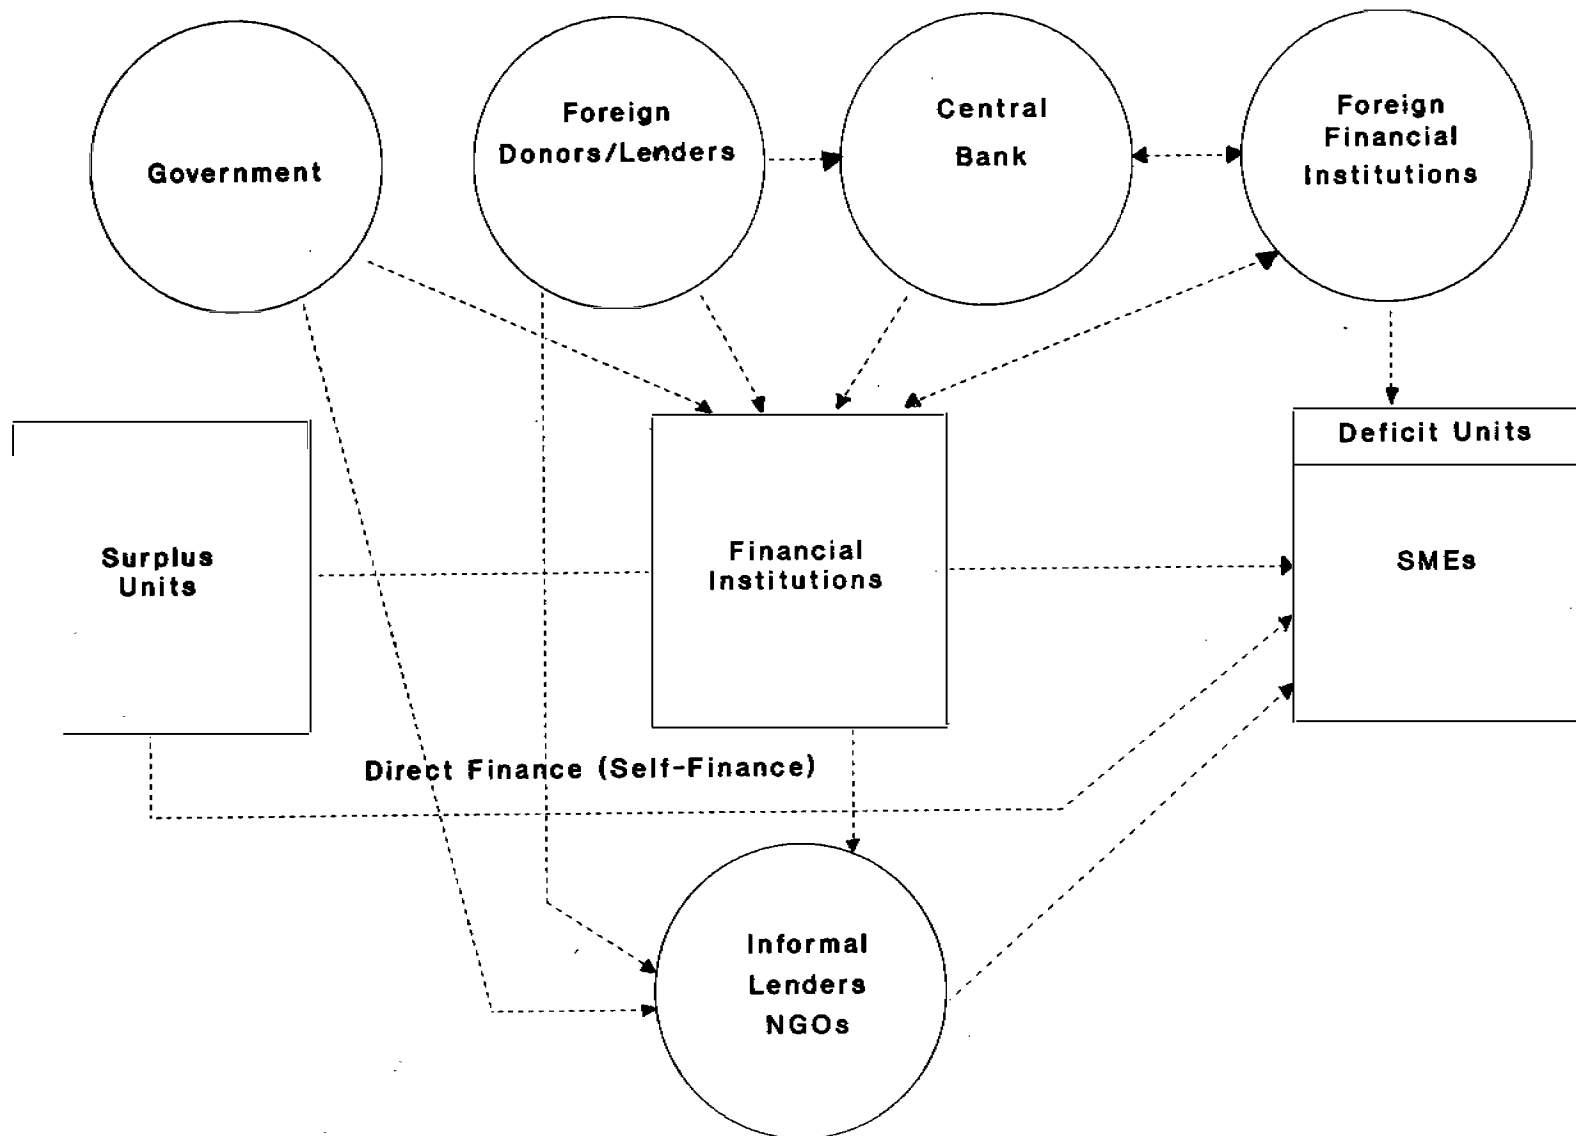 Government
Foreign
Donors/Lenders
Central
Bank
Foreign
Financial
Institutions
Deficit Units
Surplus
Units
Financial
Institutions
SMEs
Direct Finance (Self-Finance)
Informal
Lenders
NGOs